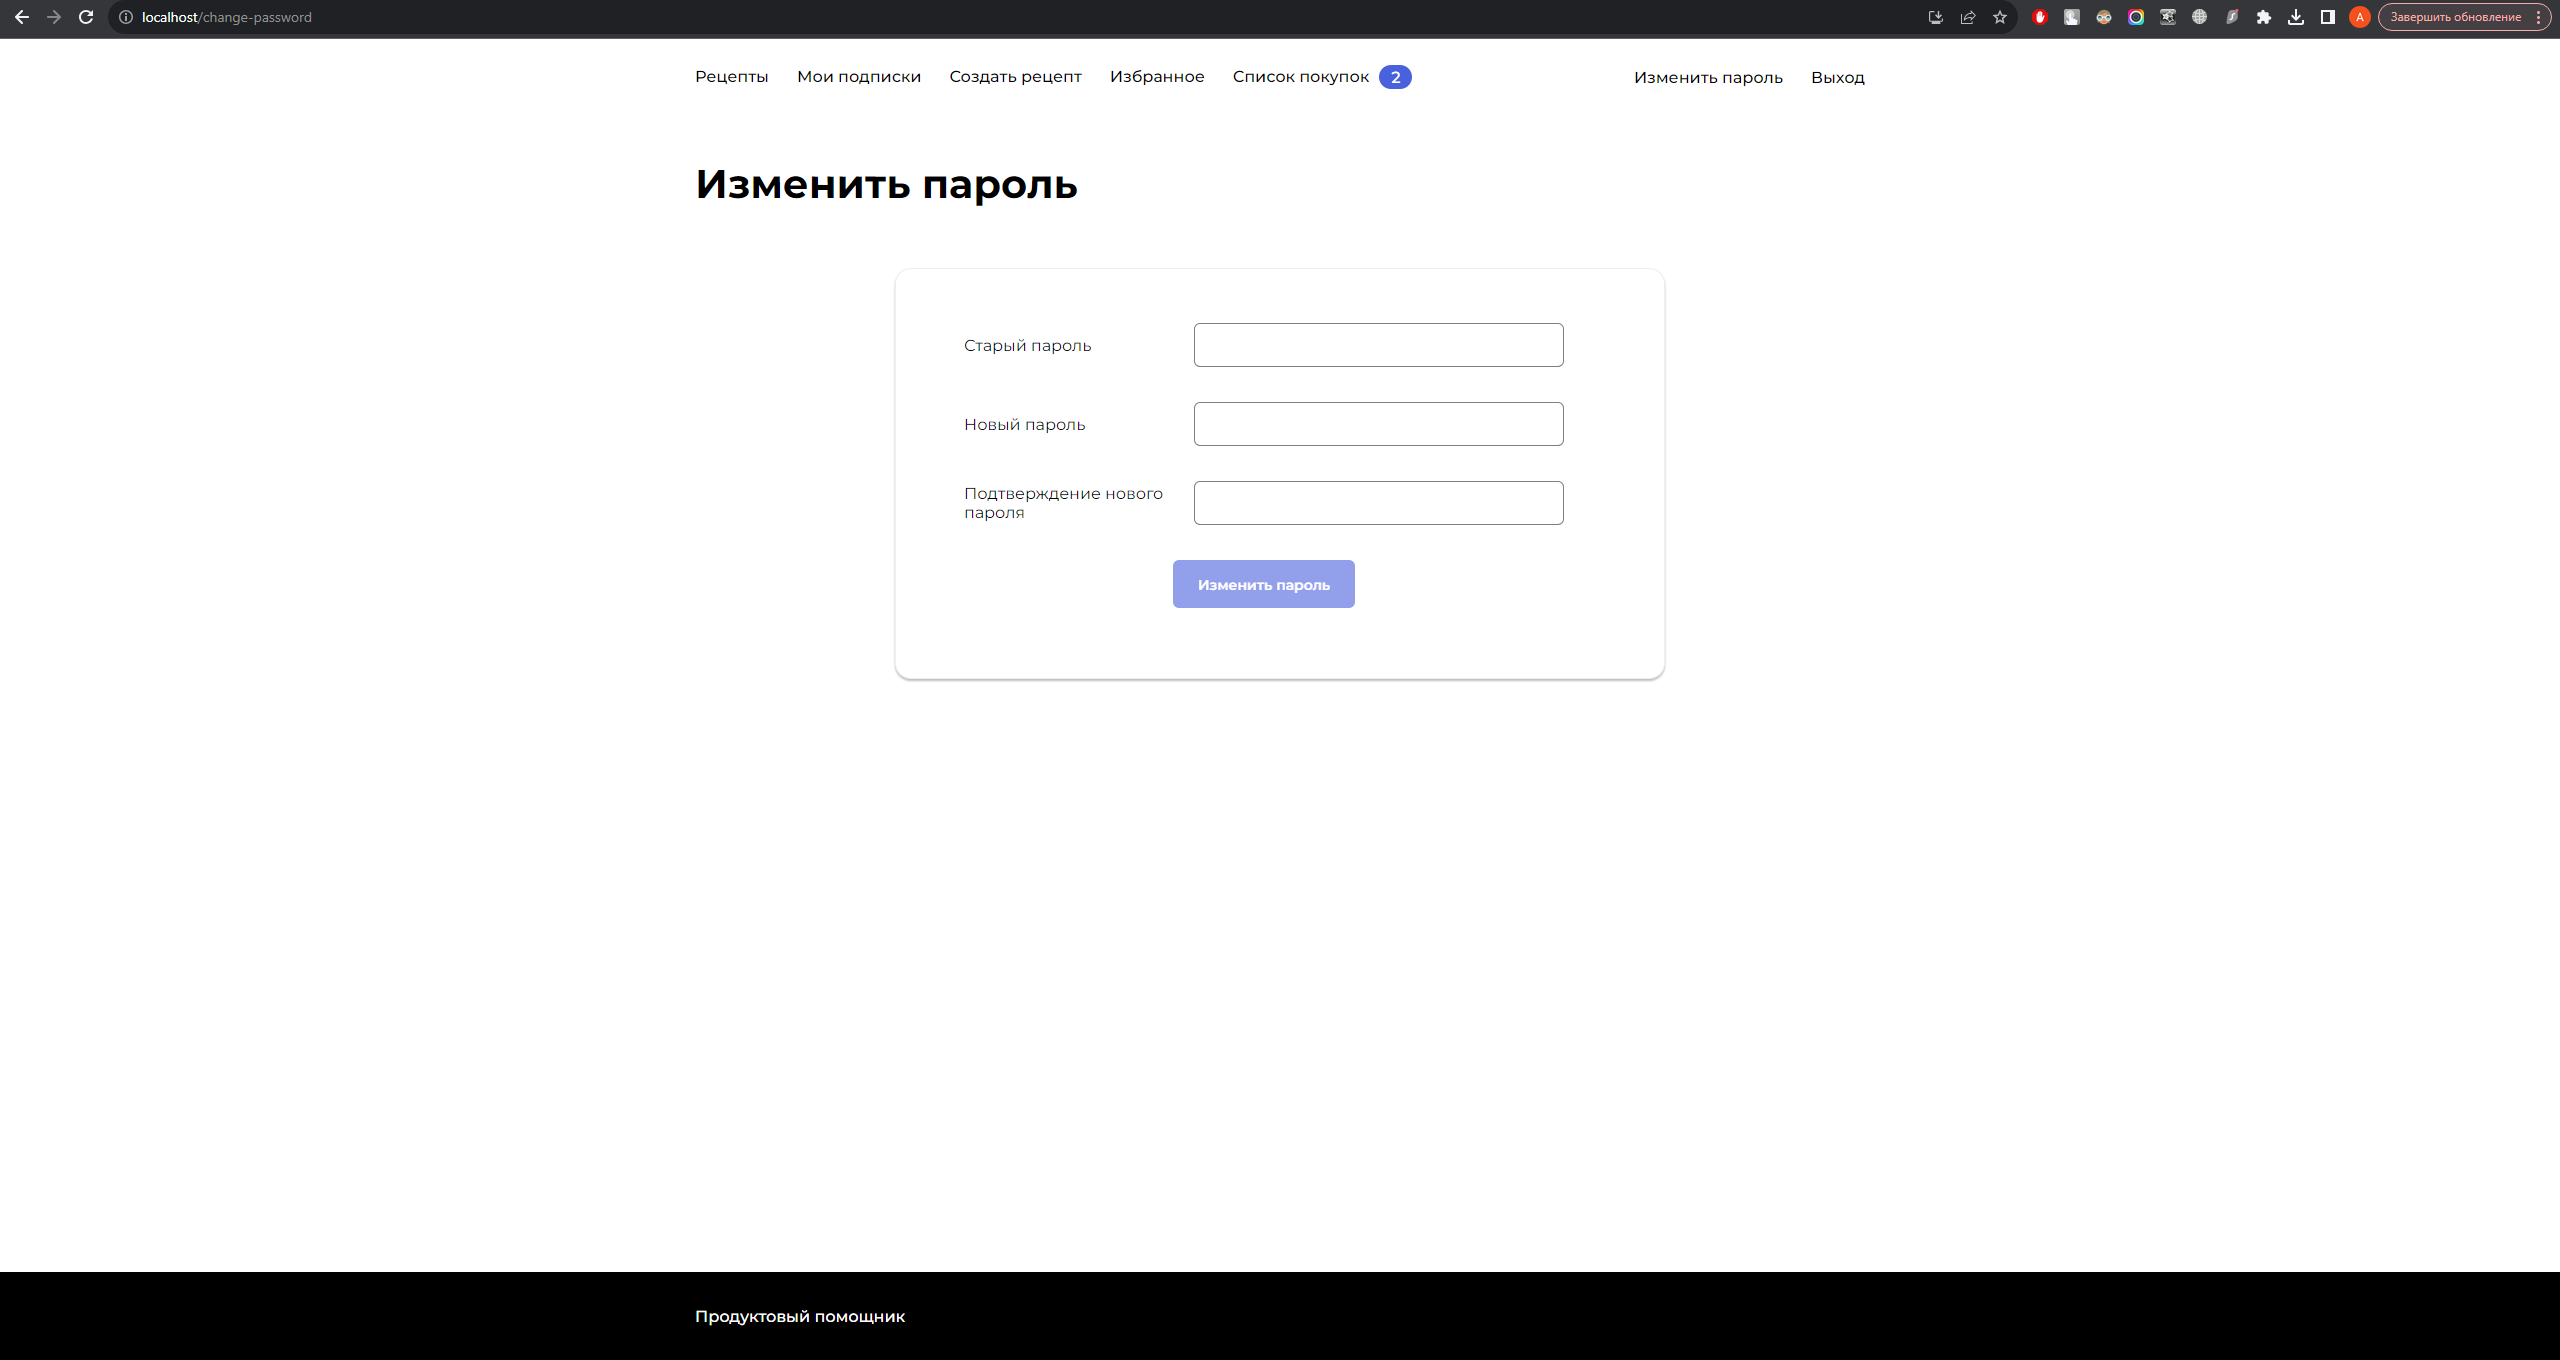 localhost/change-password
А Завершить обновление
Рецепты Мои подписки Создать рецепт Избранное Список покупок 2 Изменить пароль Выход
Изменить пароль
Старый пароль
Новый пароль
Подтверждение нового
пароля
Изменить пароль
Продуктовый помощник